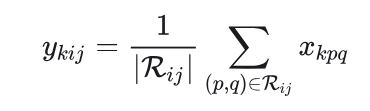 $$y_{kij} = \frac{1}{|\mathcal{R}_{ij}|} \sum_{(p,q) \in \mathcal{R}_{ij}} x_{kpq}$$